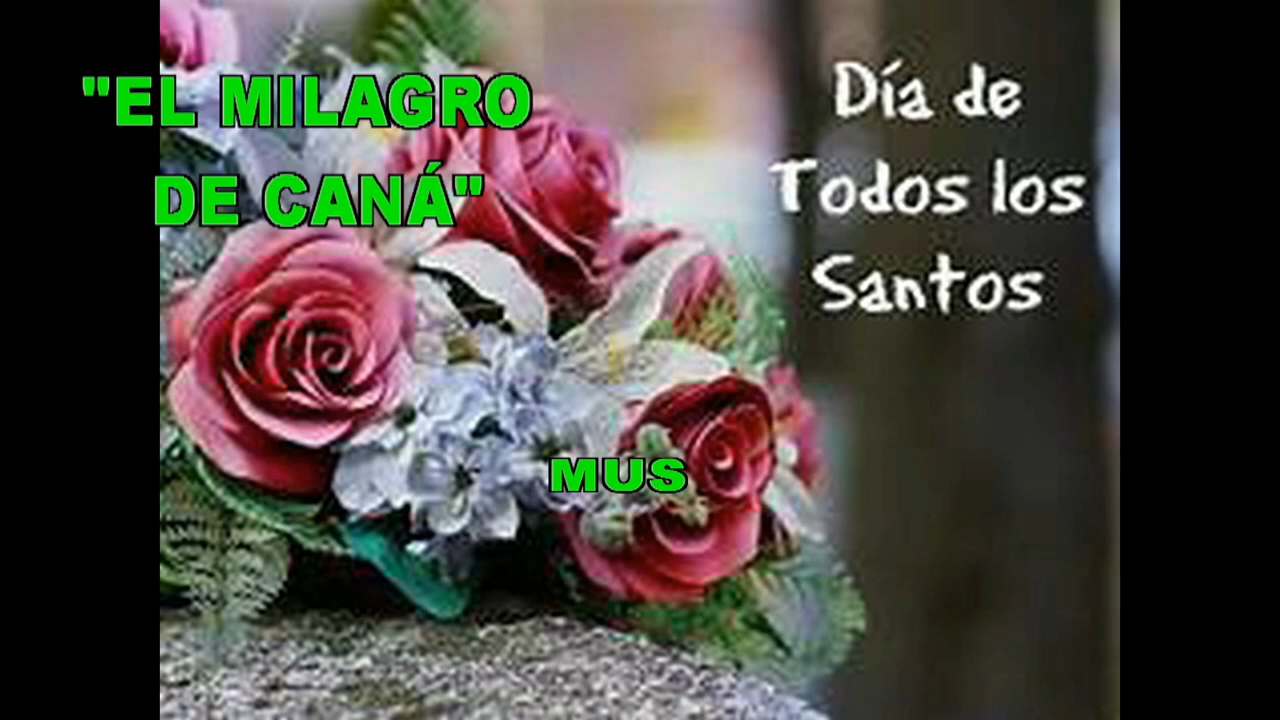 "EL MILAGRO
DE CANÁ"
Día de
Todos los
Santos
MUS